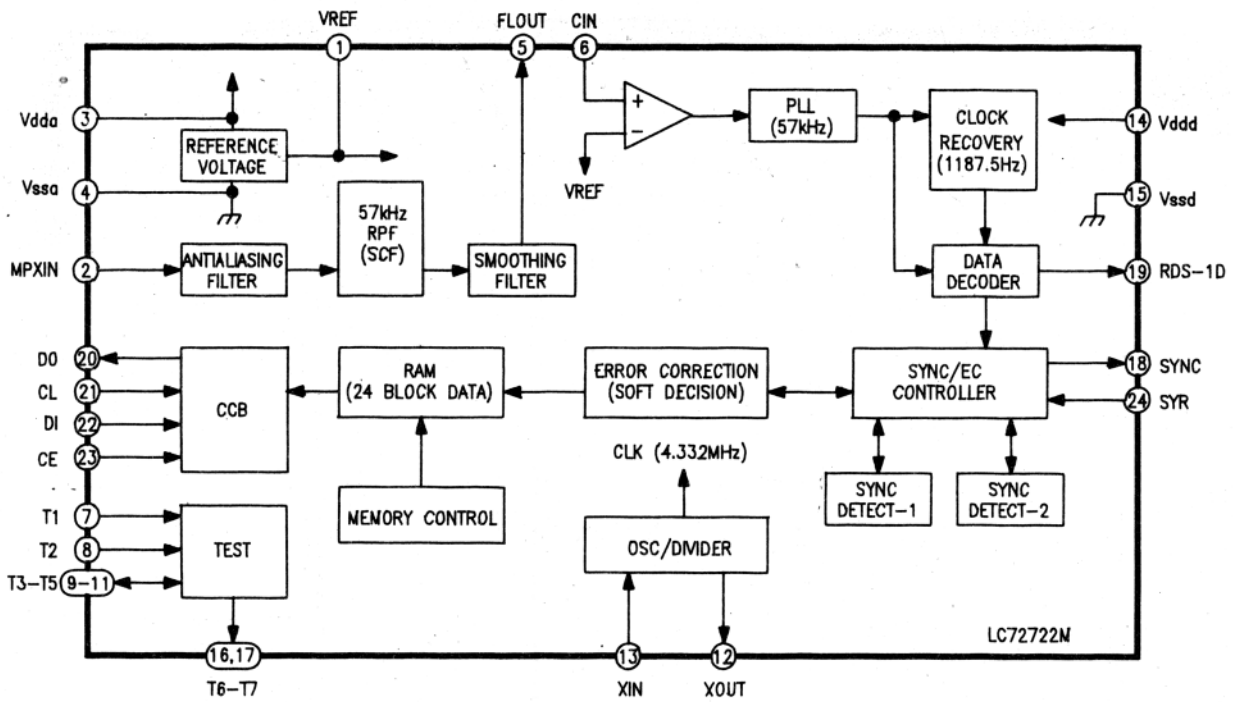 VREF
FLOUT
CIN
1
5
6
Vdda
3
REFERENCE
VOLTAGE
Vssa
4
+
−
VREF
PLL
(57kHz)
CLOCK
RECOVERY
(1187.5Hz)
14
Vddd
15
Vssd
MPXIN
2
ANTIALIASING
FILTER
57kHz
RPF
(SCF)
SMOOTHING
FILTER
DATA
DECODER
19
RDS-1D
DO
20
CL
21
DI
22
CE
23
CCB
RAM
(24 BLOCK DATA)
ERROR CORRECTION
(SOFT DECISION)
SYNC/EC
CONTROLLER
18
SYNC
24
SYR
CLK (4.332MHz)
SYNC
DETECT-1
SYNC
DETECT-2
MEMORY CONTROL
T1
7
T2
8
T3-T5
9-11
TEST
OSC/DIVIDER
LC72722M
16,17
13
12
T6-T7
XIN
XOUT